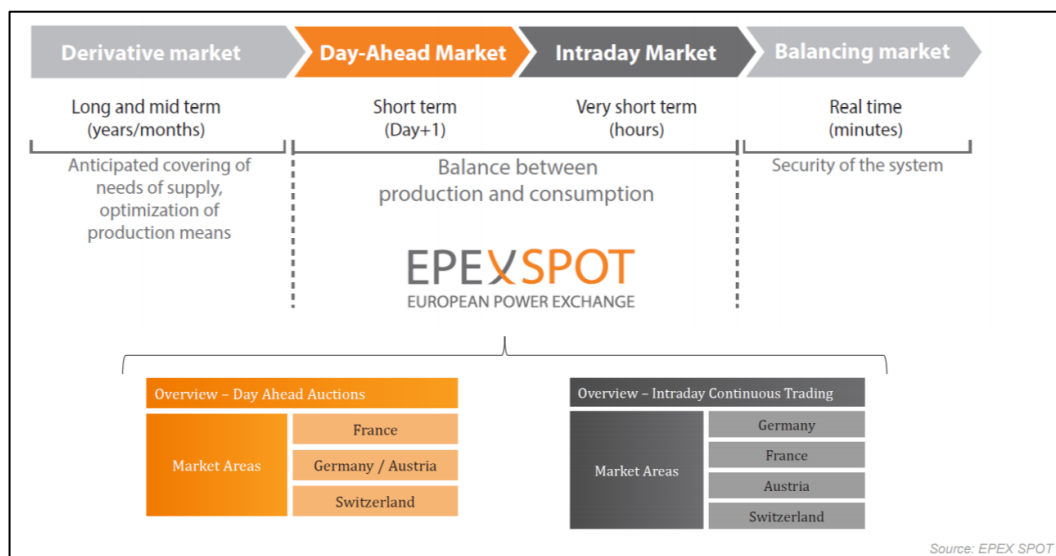 Derivative market
Day-Ahead Market
Intraday Market
Balancing market
Long and mid term
(years/months)
Short term
(Day+1)
Very short term
(hours)
Real time
(minutes)
Anticipated covering of
needs of supply,
optimization of
production means
Balance between
production and consumption
Security of the system
EPEXSPOT
EUROPEAN POWER EXCHANGE
Overview – Day Ahead Auctions
Market Areas
France
Germany / Austria
Switzerland
Overview – Intraday Continuous Trading
Market Areas
Germany
France
Austria
Switzerland
Source: EPEX SPOT